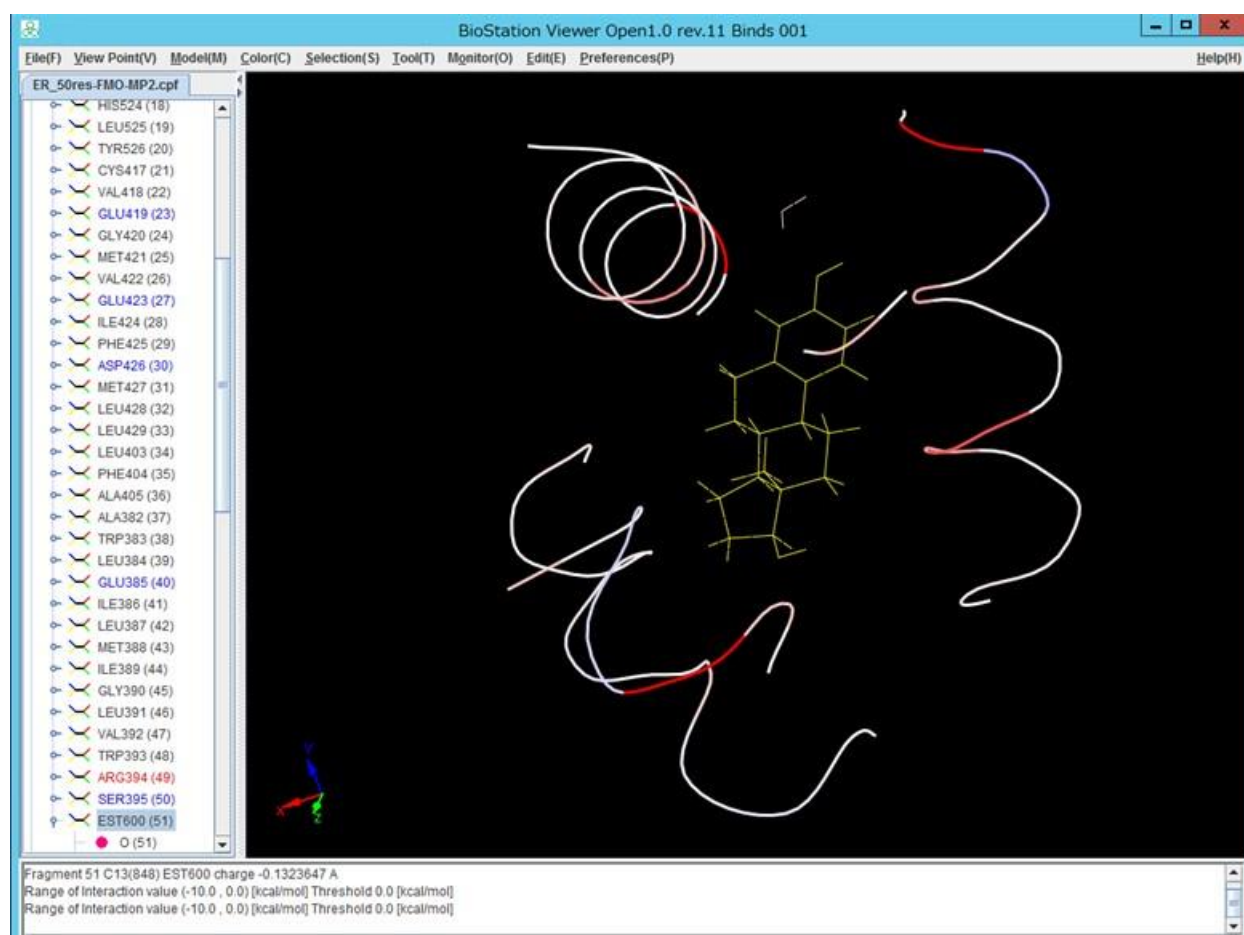 BioStation Viewer Open1.0 rev.11 Binds 001
File(F) View Point(V) Model(M) Color(C) Selection(S) Tool(T) Monitor(O) Edit(E) Preferences(P) Help(H)
ER_50res-FMO-MP2.cpf
HIS524 (18)
LEU525 (19)
TYR526 (20)
CYS417 (21)
VAL418 (22)
GLU419 (23)
GLY420 (24)
MET421 (25)
VAL422 (26)
GLU423 (27)
ILE424 (28)
PHE425 (29)
ASP426 (30)
MET427 (31)
LEU428 (32)
LEU429 (33)
LEU403 (34)
PHE404 (35)
ALA405 (36)
ALA382 (37)
TRP383 (38)
LEU384 (39)
GLU385 (40)
ILE386 (41)
LEU387 (42)
MET388 (43)
ILE389 (44)
GLY390 (45)
LEU391 (46)
VAL392 (47)
TRP393 (48)
ARG394 (49)
SER395 (50)
EST600 (51)
O (51)
Y
X
Z
Fragment 51 C13(848) EST600 charge -0.1323647 A
Range of Interaction value (-10.0 , 0.0) [kcal/mol] Threshold 0.0 [kcal/mol]
Range of Interaction value (-10.0 , 0.0) [kcal/mol] Threshold 0.0 [kcal/mol]